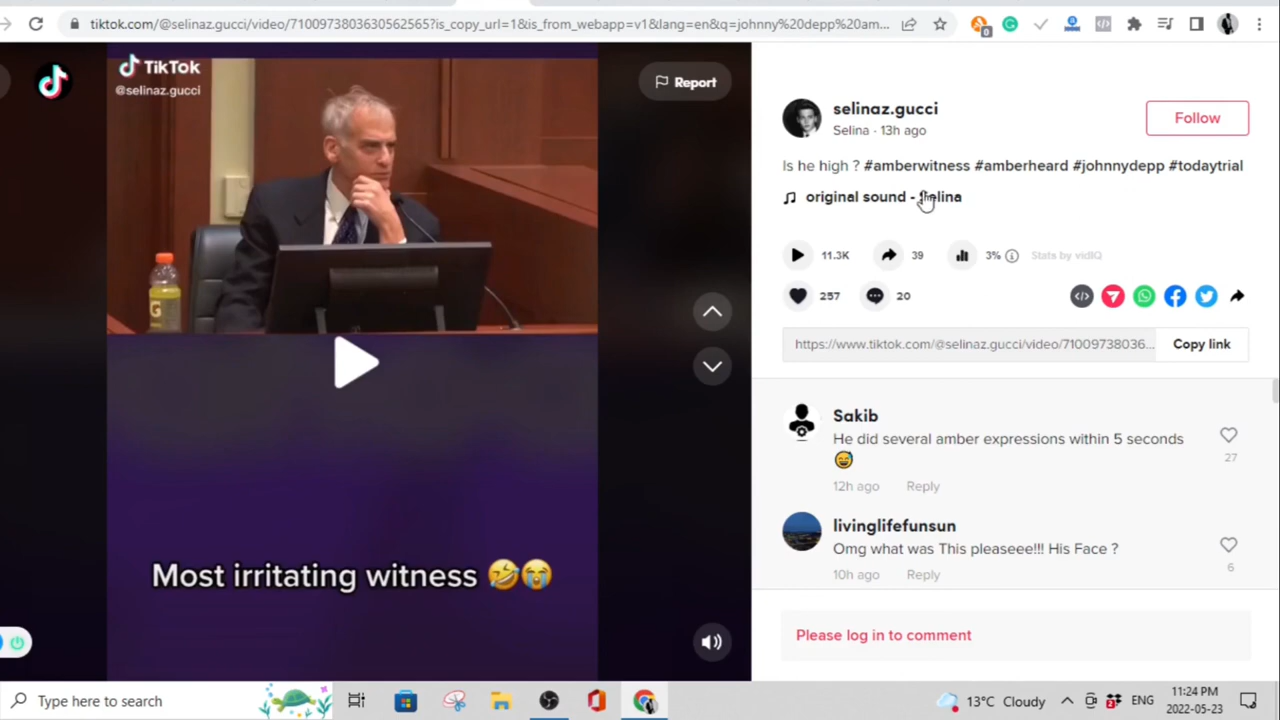 tiktok.com/@selinaz.gucci/video/7100973803630562565?is_copy_url=1&is_from_webapp=v1&lang=en&q=johnny%20depp%20am...
0
TikTok
@selinaz.gucci
Report
G
Most irritating witness 🤣😭
selinaz.gucci
Selina · 13h ago
Follow
Is he high ? #amberwitness #amberheard #johnnydepp #todaytrial
original sound - Selina
11.3K
39
3%
Stats by vidIQ
257
20
https://www.tiktok.com/@selinaz.gucci/video/71009738036...
Copy link
Sakib
He did several amber expressions within 5 seconds
😅
27
12h ago Reply
livinglifefunsun
Omg what was This pleaseee!!! His Face ?
6
10h ago Reply
Please log in to comment
Type here to search
13°C Cloudy
2
ENG
11:24 PM
2022-05-23